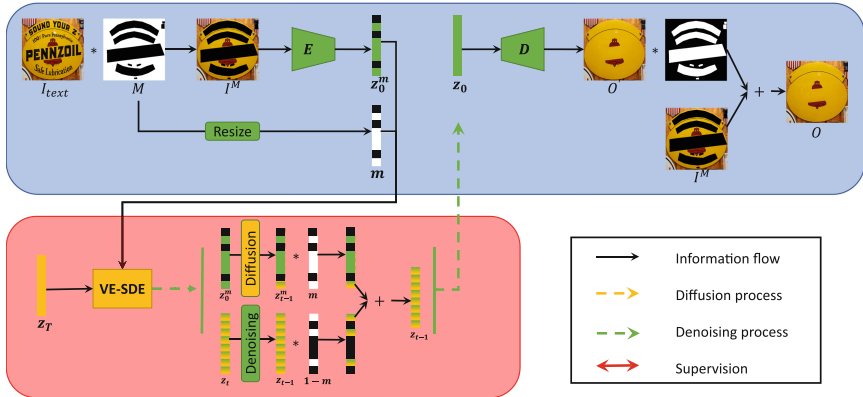 SOUND YOUR Z
PENNZOIL
Safe Lubrication
I_text
*
M
I^M
E
z_0^m
Resize
m
z_0
D
O
*
I^M
+
O
z_T
VE-SDE
z_0^m
Diffusion
z_{t-1}^m
*
m
z_t
Denoising
z_{t-1}
*
1-m
+
z_{t-1}
Information flow
Diffusion process
Denoising process
Supervision